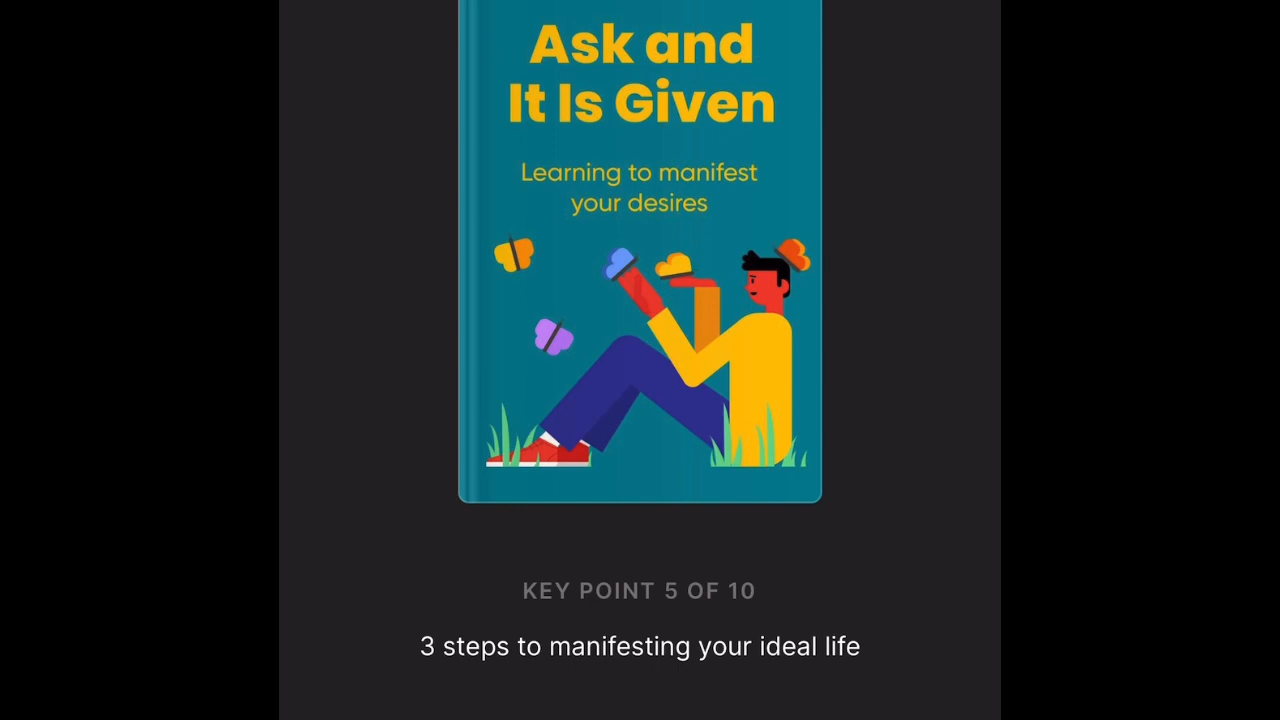 Ask and
It Is Given
Learning to manifest
your desires
KEY POINT 5 OF 10
3 steps to manifesting your ideal life